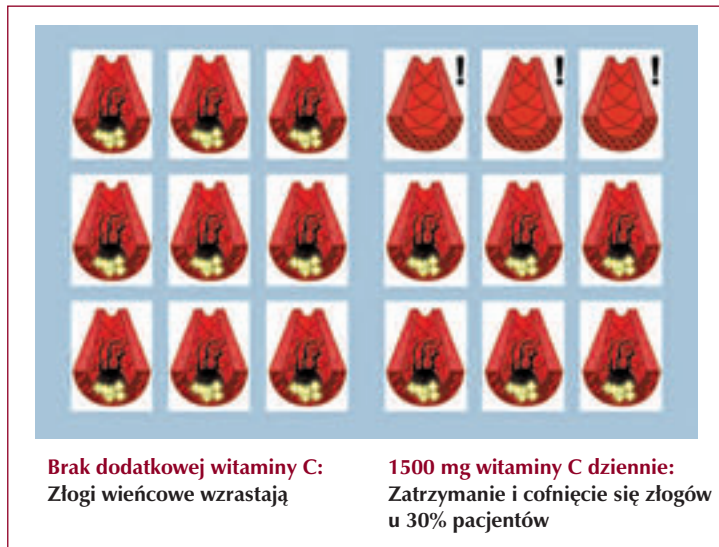 ! ! !
Brak dodatkowej witaminy C:
Złogi wieńcowe wzrastają
1500 mg witaminy C dziennie:
Zatrzymanie i cofnięcie się złogów
u 30% pacjentów